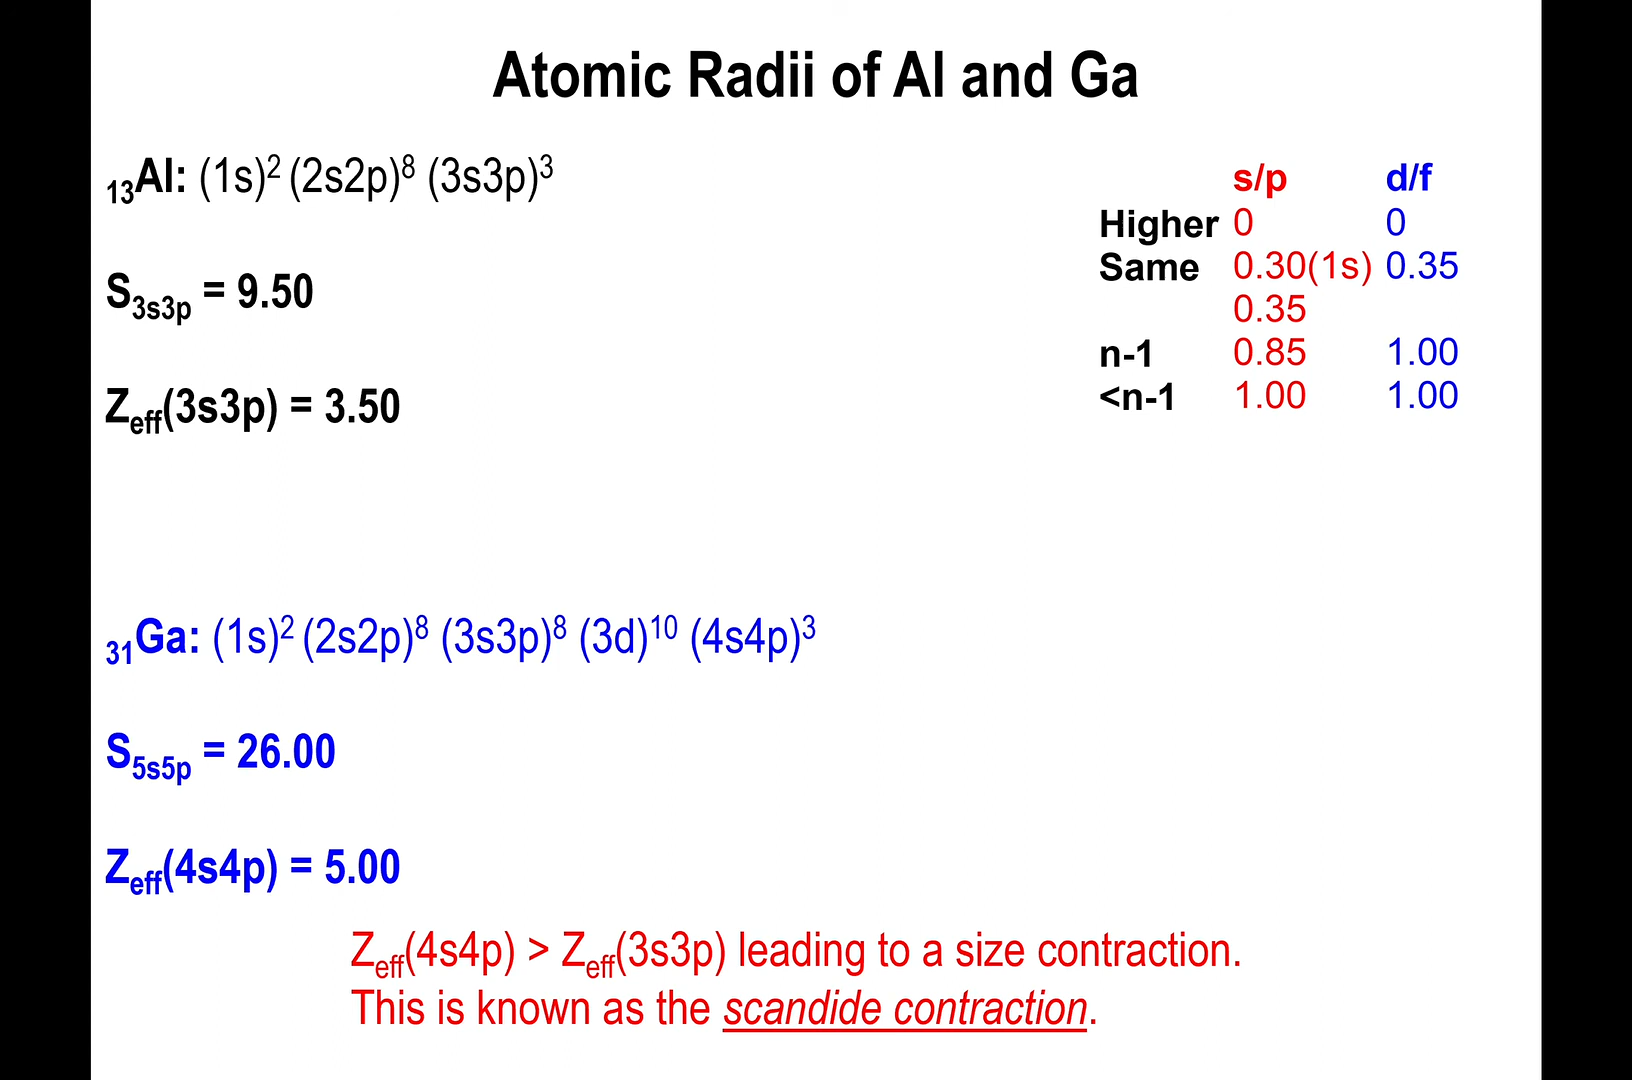 Atomic Radii of Al and Ga
₁₃Al: (1s)² (2s2p)⁸ (3s3p)³
S₃ₛ₃ₚ = 9.50
Zeff(3s3p) = 3.50
s/p d/f
Higher 0 0
Same 0.30(1s) 0.35
0.35
n-1 0.85 1.00
<n-1 1.00 1.00
₃₁Ga: (1s)² (2s2p)⁸ (3s3p)⁸ (3d)¹⁰ (4s4p)³
S₅ₛ₅ₚ = 26.00
Zeff(4s4p) = 5.00
Zeff(4s4p) > Zeff(3s3p) leading to a size contraction.
This is known as the scandide contraction.